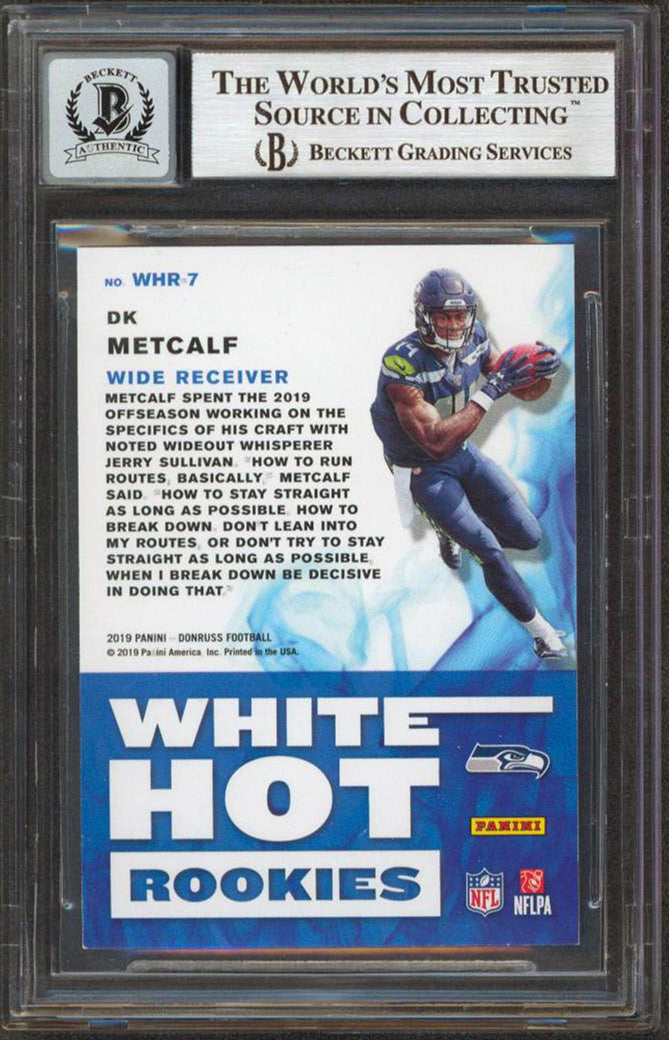 BECKETT
B
AUTHENTIC
THE WORLD'S MOST TRUSTED
SOURCE IN COLLECTING™
B BECKETT GRADING SERVICES
NO. WHR-7
DK
METCALF
WIDE RECEIVER
METCALF SPENT THE 2019
OFFSEASON WORKING ON THE
SPECIFICS OF HIS CRAFT WITH
NOTED WIDEOUT WHISPERER
JERRY SULLIVAN. "HOW TO RUN
ROUTES, BASICALLY," METCALF
SAID. "HOW TO STAY STRAIGHT
AS LONG AS POSSIBLE. HOW TO
BREAK DOWN. DON'T LEAN INTO
MY ROUTES, OR DON'T TRY TO STAY
STRAIGHT AS LONG AS POSSIBLE,
WHEN I BREAK DOWN BE DECISIVE
IN DOING THAT."
14
2019 PANINI – DONRUSS FOOTBALL
© 2019 Panini America, Inc. Printed in the USA.
WHITE
HOT
ROOKIES
PANINI
NFL
NFLPA